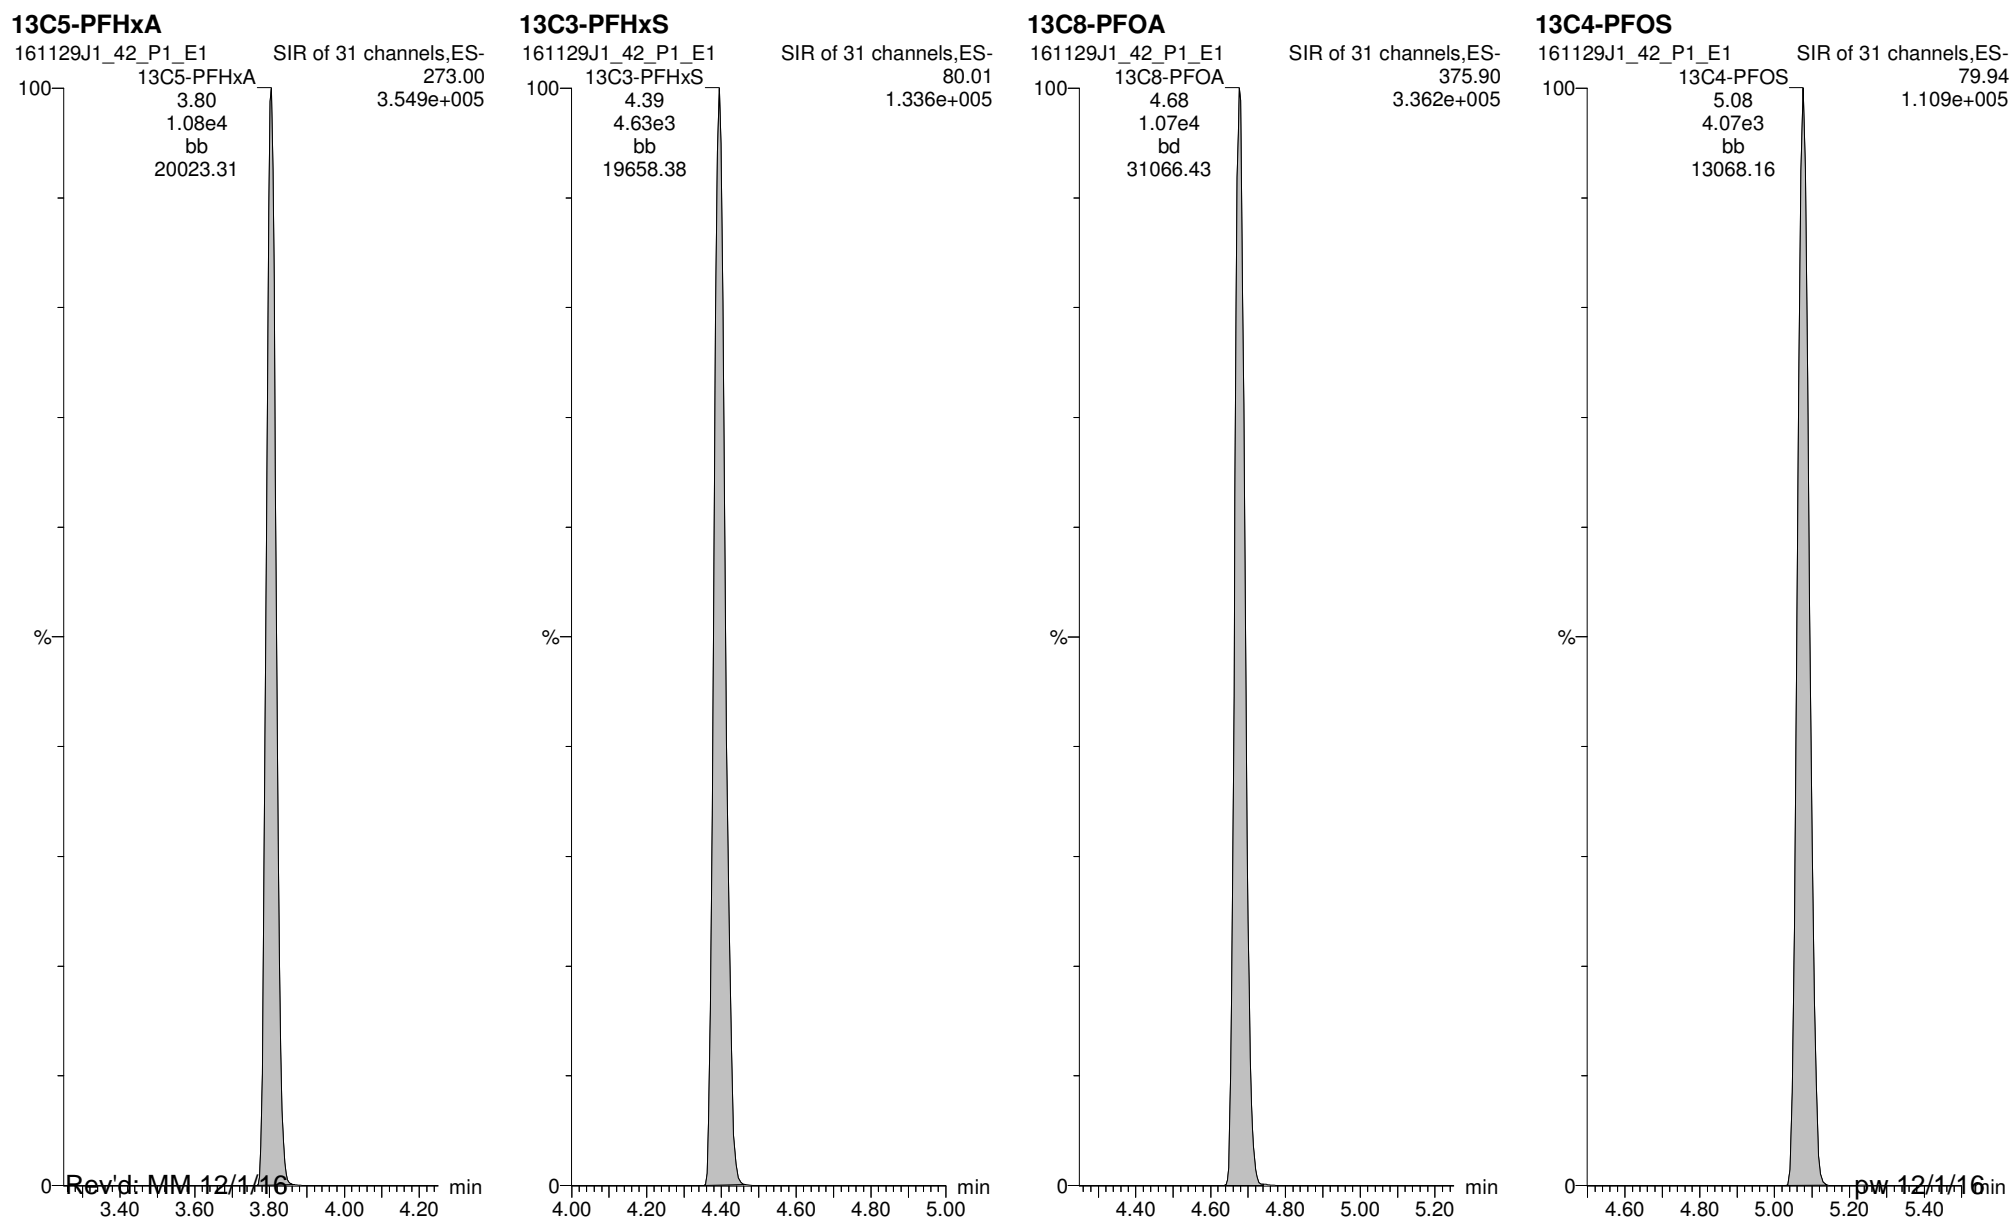 13C5-PFHxA
161129J1_42_P1_E1 SIR of 31 channels,ES-
13C5-PFHxA 273.00
100 3.80 3.549e+005
1.08e4
bb
20023.31
%
0 Rev'd: MM 12/1/16 min
3.40 3.60 3.80 4.00 4.20
13C3-PFHxS
161129J1_42_P1_E1 SIR of 31 channels,ES-
13C3-PFHxS 80.01
100 4.39 1.336e+005
4.63e3
bb
19658.38
%
0 min
4.00 4.20 4.40 4.60 4.80 5.00
13C8-PFOA
161129J1_42_P1_E1 SIR of 31 channels,ES-
13C8-PFOA 375.90
100 4.68 3.362e+005
1.07e4
bd
31066.43
%
0 min
4.40 4.60 4.80 5.00 5.20
13C4-PFOS
161129J1_42_P1_E1 SIR of 31 channels,ES-
13C4-PFOS 79.94
100 5.08 1.109e+005
4.07e3
bb
13068.16
%
0 pw 12/1/16 min
4.60 4.80 5.00 5.20 5.40